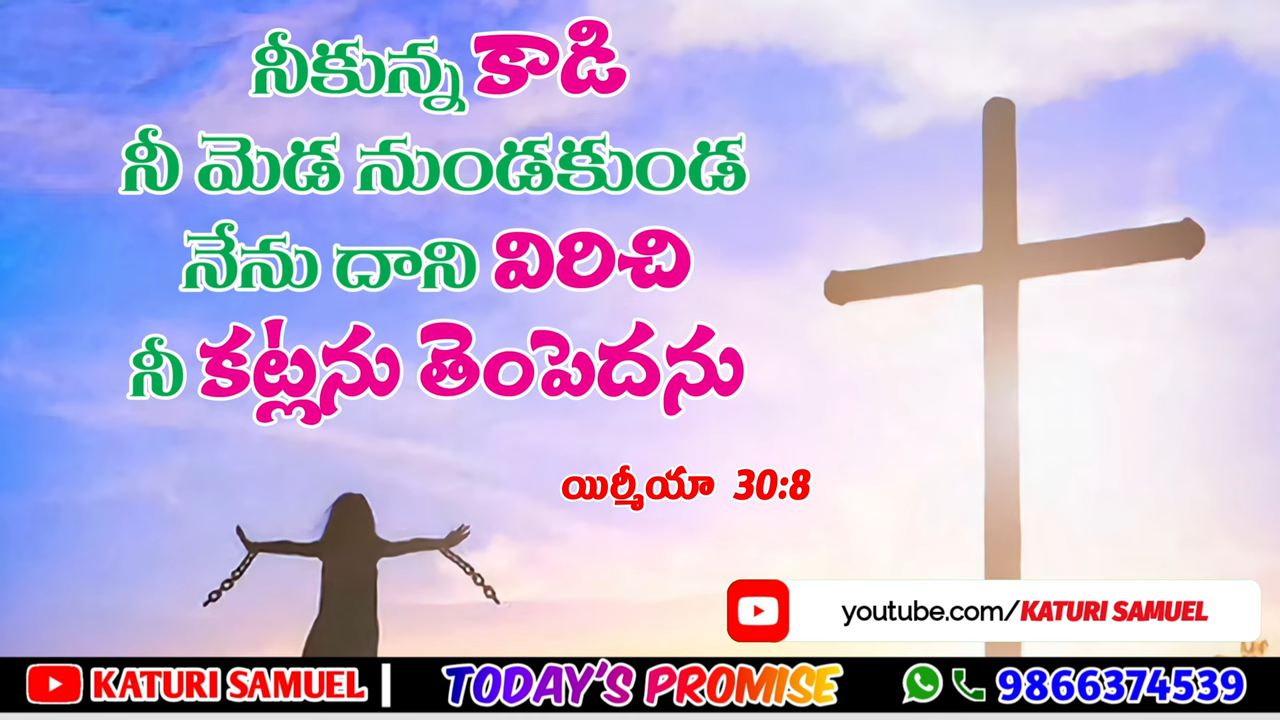 నీకున్న కాడి
నీ మెడ నుండకుండ
నేను దాని విరిచి
నీ కట్లను తెంపెదను
యిర్మీయా 30:8
youtube.com/KATURI SAMUEL
KATURI SAMUEL | TODAY'S PROMISE 9866374539